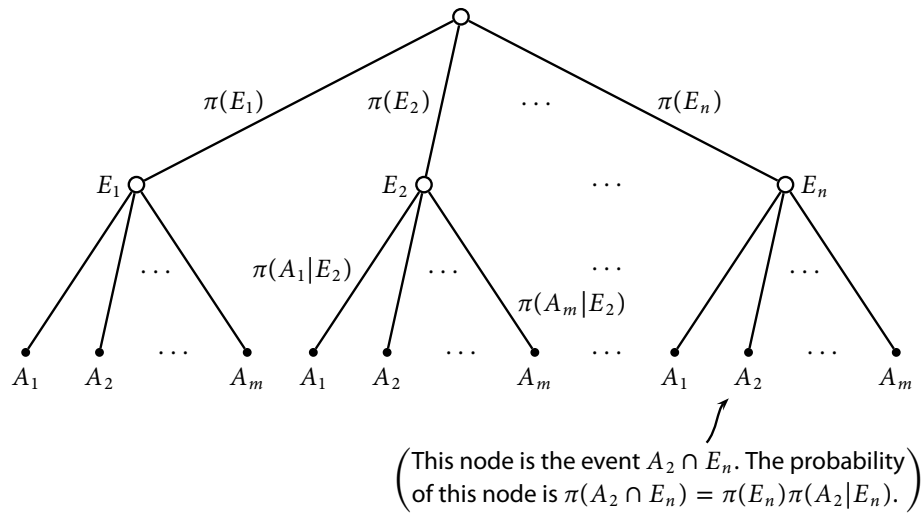 π(E₁) π(E₂) ⋯ π(Eₙ)
E₁ E₂ ⋯ Eₙ
⋯ π(A₁|E₂) ⋯ ⋯ ⋯
π(Aₘ|E₂)
⋯ ⋯ ⋯ ⋯
A₁ A₂ Aₘ A₁ A₂ Aₘ A₁ A₂ Aₘ
(This node is the event A₂ ∩ Eₙ. The probability
of this node is π(A₂ ∩ Eₙ) = π(Eₙ)π(A₂|Eₙ).)